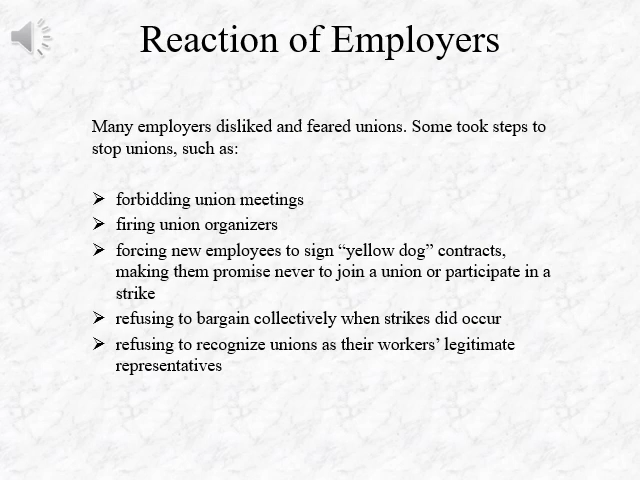 Reaction of Employers
Many employers disliked and feared unions. Some took steps to
stop unions, such as:
➢ forbidding union meetings
➢ firing union organizers
➢ forcing new employees to sign “yellow dog” contracts,
making them promise never to join a union or participate in a
strike
➢ refusing to bargain collectively when strikes did occur
➢ refusing to recognize unions as their workers’ legitimate
representatives